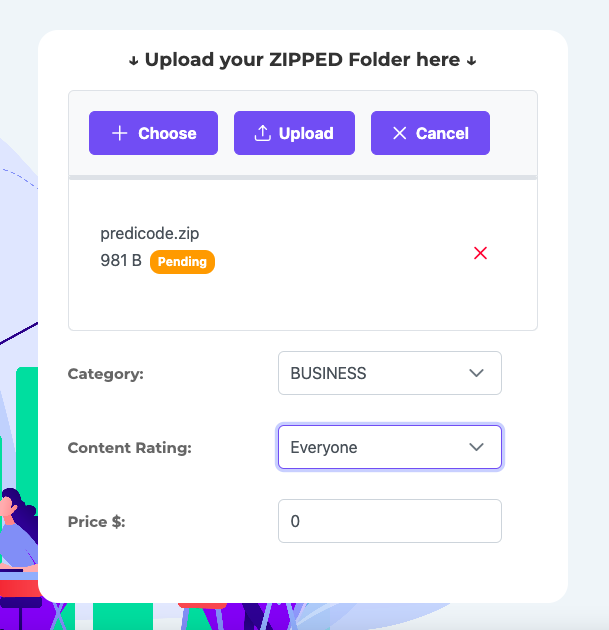 ↓ Upload your ZIPPED Folder here ↓
Choose Upload Cancel
predicode.zip
981 B Pending
Category: BUSINESS
Content Rating: Everyone
Price $: 0